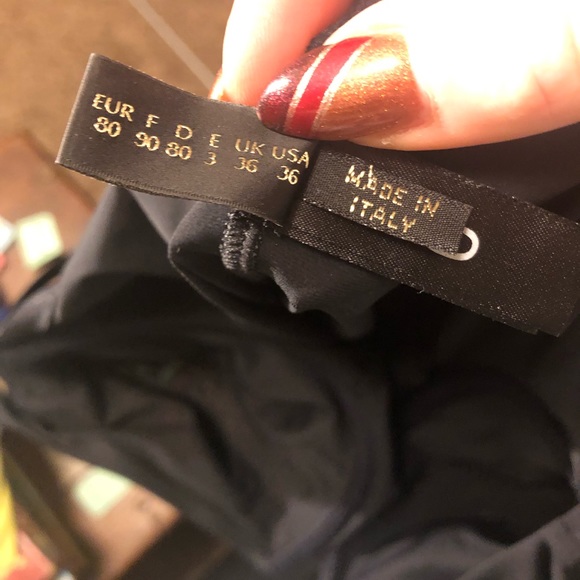 EUR F D E UK USA
80 90 80 3 36 36
MADE IN
ITALY